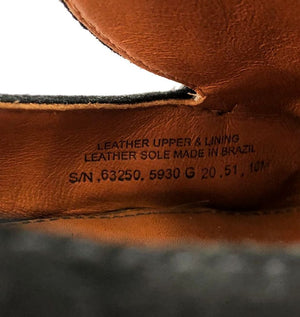 LEATHER UPPER & LINING
LEATHER SOLE MADE IN BRAZIL
S/N ,63250, 5930 G 20 ,51 , 10M